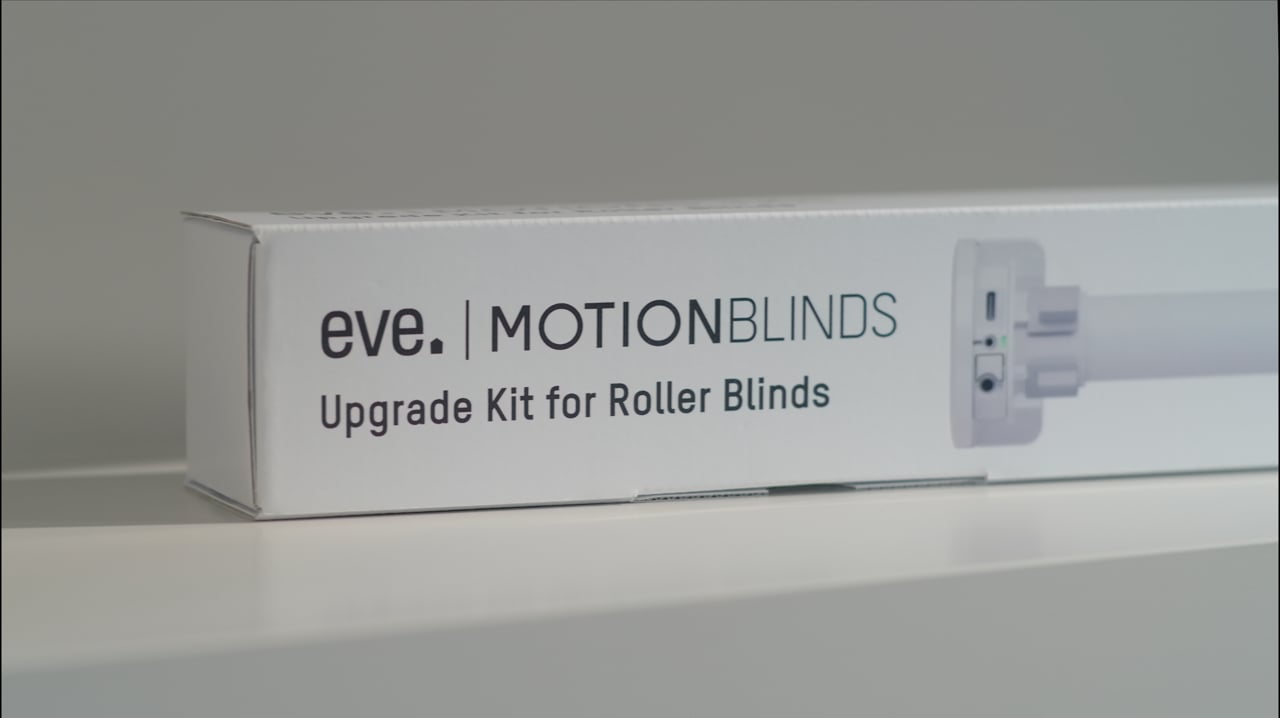 eve. | MOTIONBLINDS
Upgrade Kit for Roller Blinds